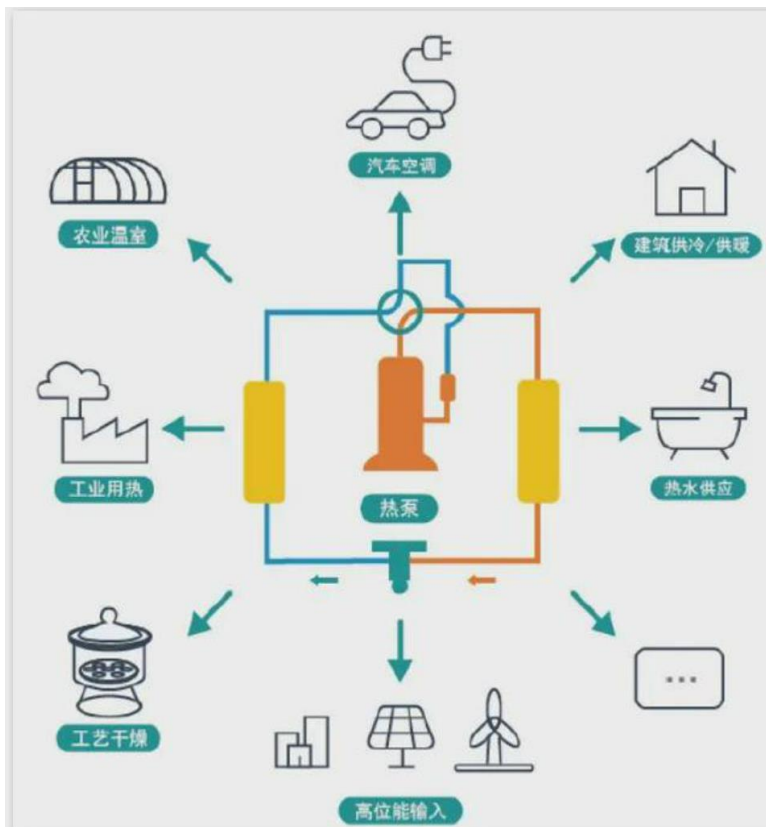 汽车空调
农业温室
建筑供冷/供暖
工业用热
热泵
热水供应
工艺干燥
...
高位能输入